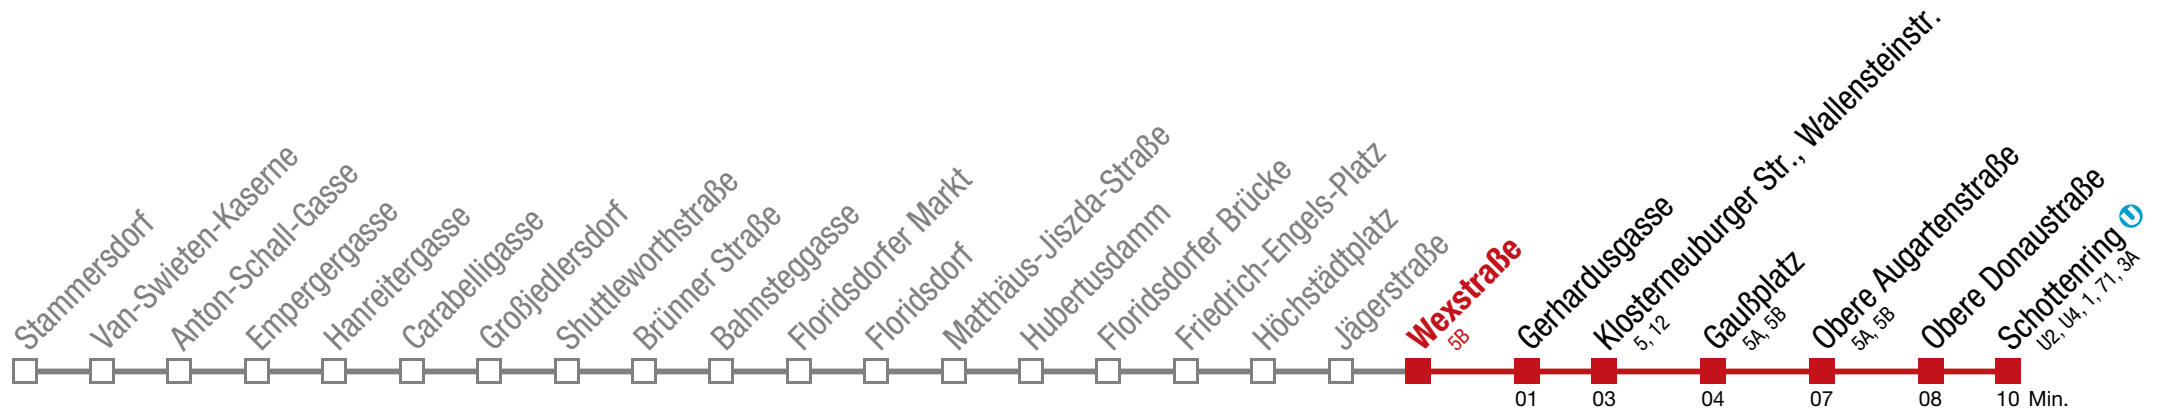 Stammersdorf
Van-Swieten-Kaserne
Anton-Schall-Gasse
Empergergasse
Hanreitergasse
Carabelligasse
Großjedlersdorf
Shuttleworthstraße
Brünner Straße
Bahnsteggasse
Floridsdorfer Markt
Floridsdorf
Matthäus-Jiszda-Straße
Hubertusdamm
Floridsdorfer Brücke
Friedrich-Engels-Platz
Höchstädtplatz
Jägerstraße
Wexstraße
5B
Gerhardusgasse
Klosterneuburger Str., Wallensteinstr.
5, 12
Gaußplatz
5A, 5B
Obere Augartenstraße
5A, 5B
Obere Donaustraße
Schottenring U
U2, U4, 1, 71, 3A
01 03 04 07 08 10 Min.